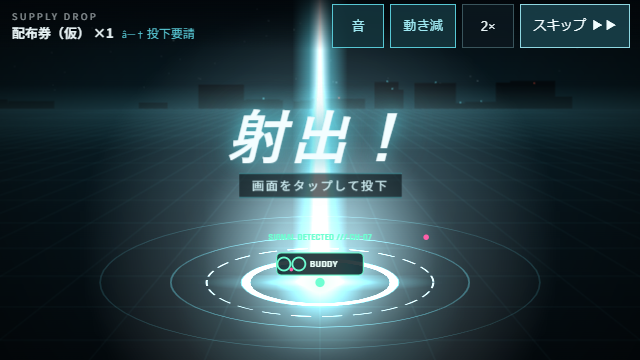 SUPPLY DROP
配布券（仮） ×1 â—† 投下要請
音
動き減
2×
スキップ ▶▶
射出！
画面をタップして投下
BUDDY